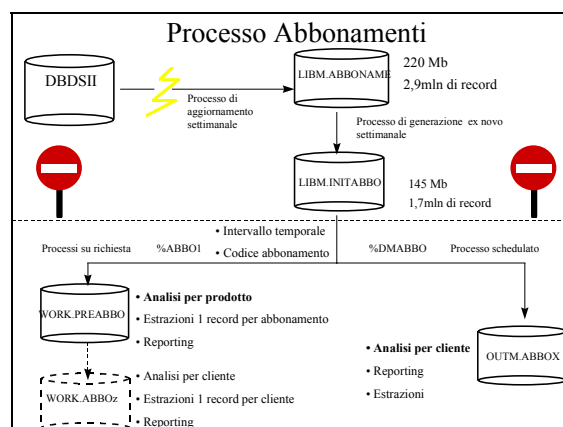 Processo Abbonamenti
DBDSII
LIBM.ABBONAME
220 Mb
2,9mln di record
Processo di
aggiornamento
settimanale
Processo di generazione ex novo
settimanale
LIBM.INITABBO
145 Mb
1,7mln di record
• Intervallo temporale
• Codice abbonamento
Processi su richiesta
%ABBO1
%DMABBO
Processo schedulato
WORK.PREABBO
• Analisi per prodotto
• Estrazioni 1 record per abbonamento
• Reporting
WORK.ABBOz
• Analisi per cliente
• Estrazioni 1 record per cliente
• Reporting
• Analisi per cliente
• Reporting
• Estrazioni
OUTM.ABBOX